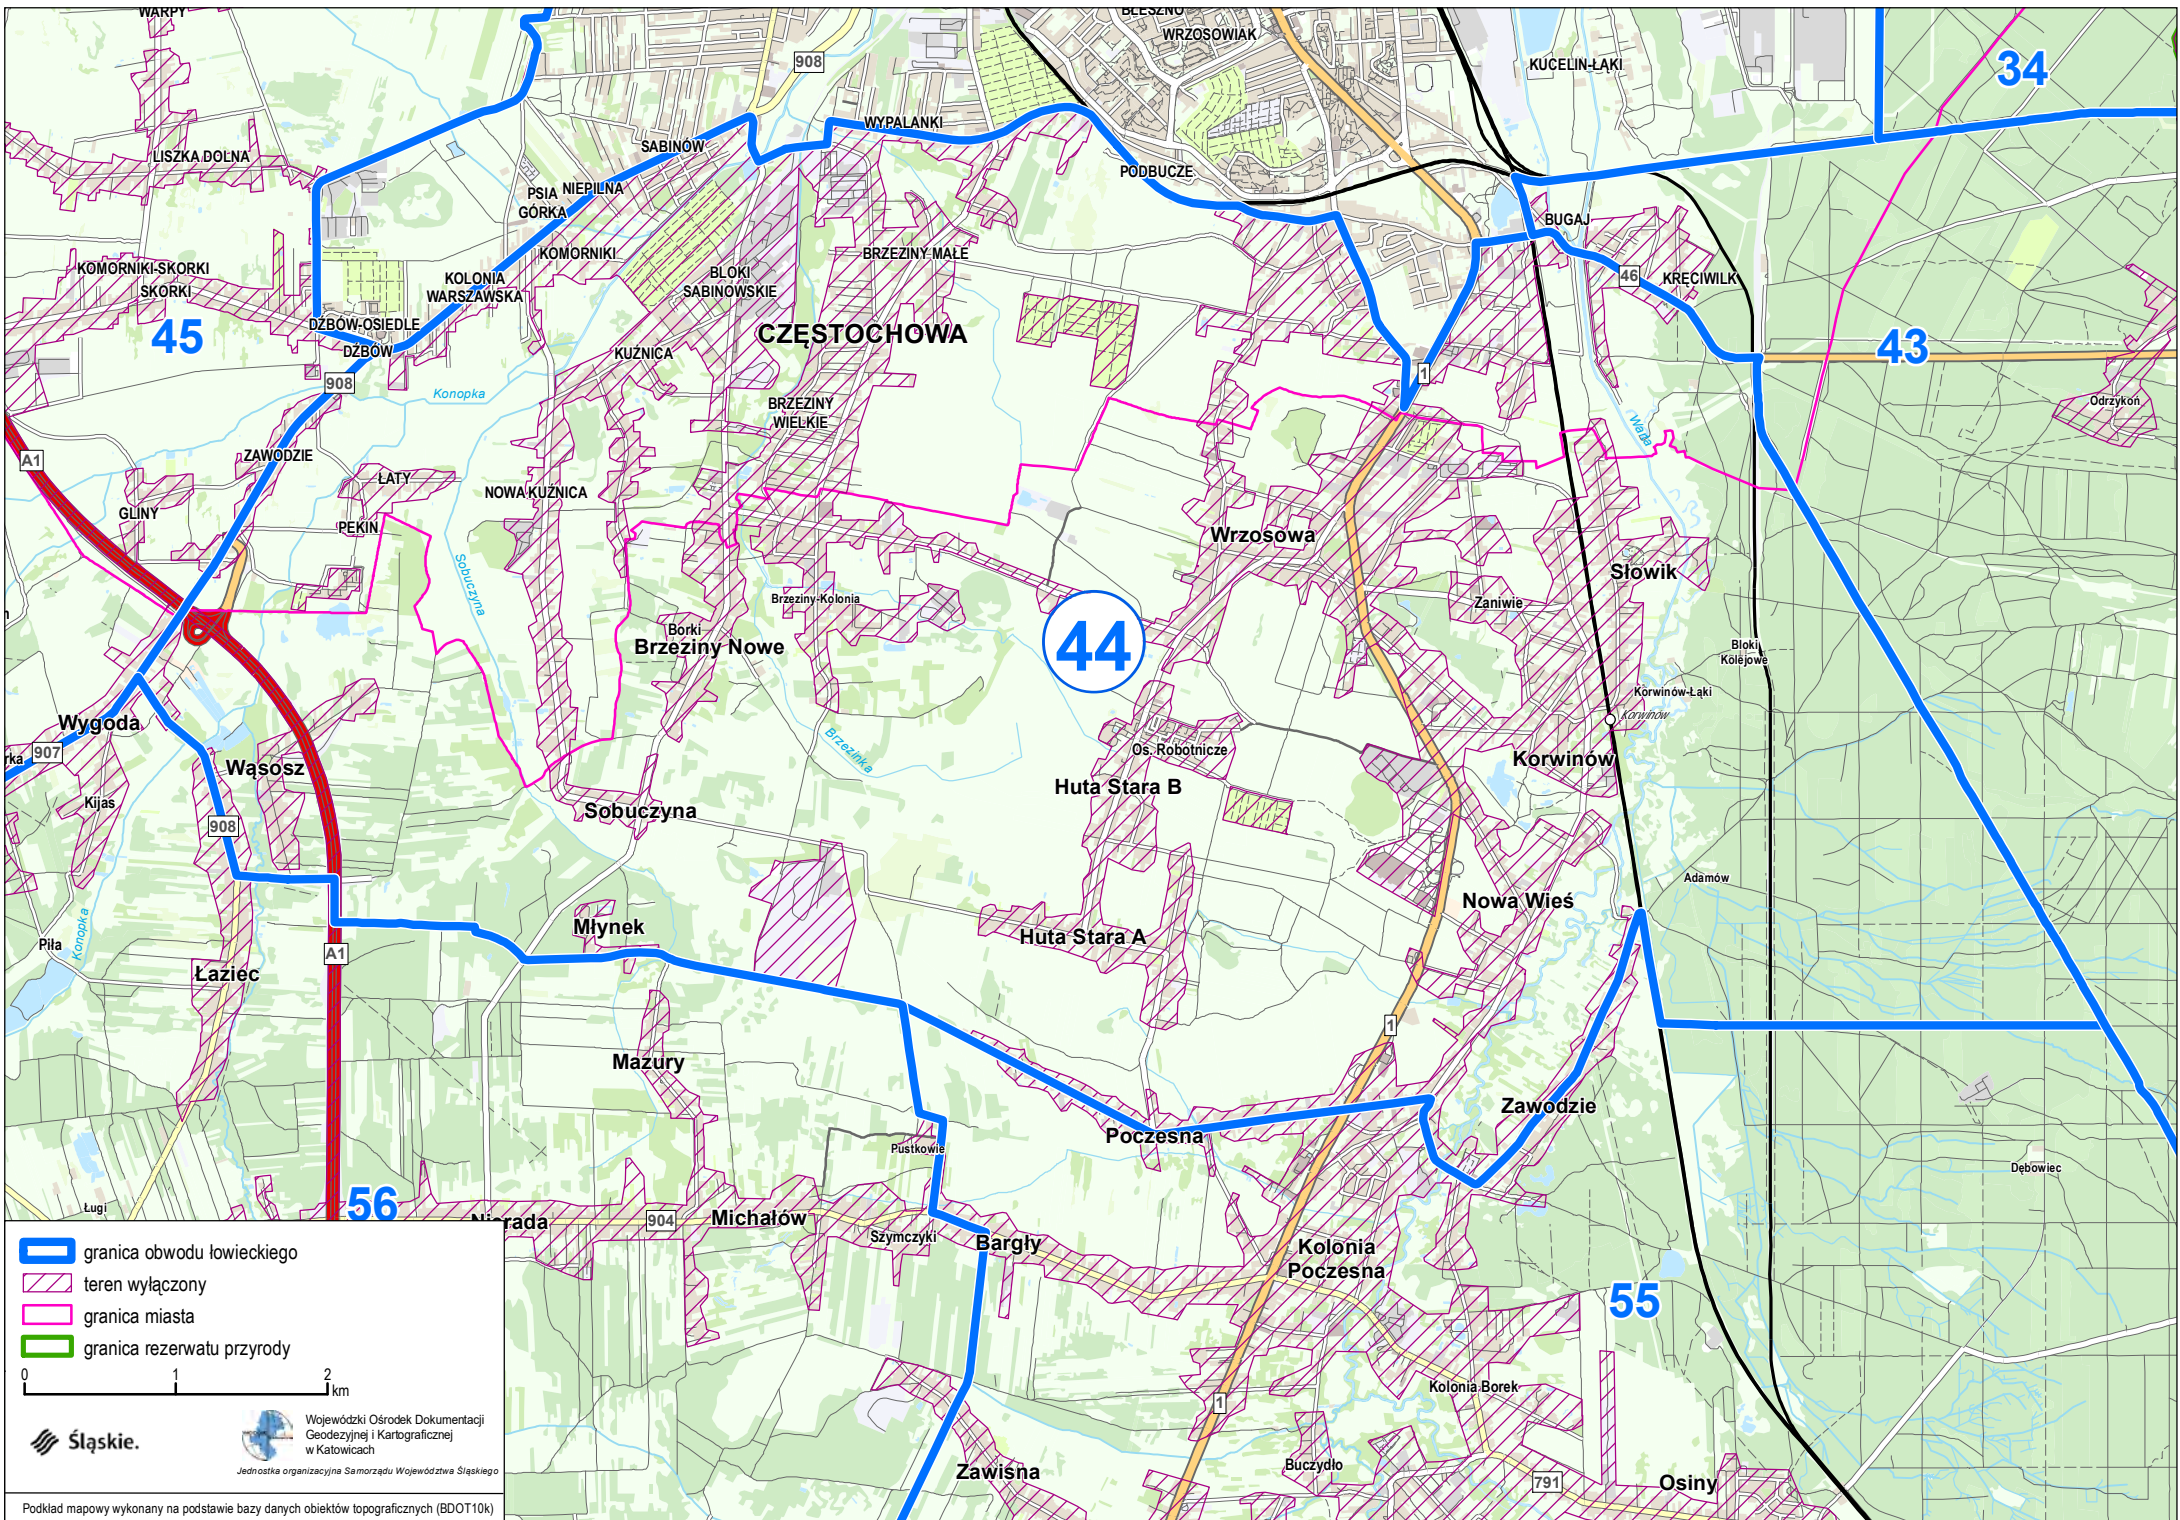 WARPY
908
BŁESZNO
WRZOSOWIAK
KUCELIN-ŁĄKI
34
LISZKA DOLNA
SABINÓW
WYPALANKI
PSIA
GÓRKA
NIEPILNA
PODBUCZE
BUGAJ
KOMORNIKI-SKORKI
SKORKI
KOMORNIKI
KOLONIA
WARSZAWSKA
BLOKI
SABINOWSKIE
BRZEZINY MAŁE
46
KRĘCIWILK
45
DŹBÓW-OSIEDLE
DŹBÓW
CZĘSTOCHOWA
KUŹNICA
43
908
Konopka
1
BRZEZINY
WIELKIE
Odrzykoń
Warta
A1
ZAWODZIE
ŁATY
NOWA KUŹNICA
GLINY
PEKIN
Wrzosowa
Sobuczyna
Słowik
Brzeziny-Kolonia
Zaniwie
Borki
Brzeziny Nowe
44
Bloki
Kolejowe
Korwinów-Łąki
Korwinów
Wygoda
907
rka
Brzezinka
Os. Robotnicze
Wąsosz
Korwinów
Kijas
Huta Stara B
Sobuczyna
908
Adamów
Nowa Wieś
Konopka
Piła
Młynek
Huta Stara A
A1
Łaziec
1
Mazury
Zawodzie
Poczesna
Pustkowie
Dębowiec
Ługi
56
Nierada
904
Michałów
Szymczyki
Bargły
Kolonia
Poczesna
55
granica obwodu łowieckiego
teren wyłączony
granica miasta
granica rezerwatu przyrody
0 1 2
km
Kolonia Borek
1
Śląskie.
Wojewódzki Ośrodek Dokumentacji
Geodezyjnej i Kartograficznej
w Katowicach
Jednostka organizacyjna Samorządu Województwa Śląskiego
Zawisna
Buczydło
791
Osiny
Podkład mapowy wykonany na podstawie bazy danych obiektów topograficznych (BDOT10k)